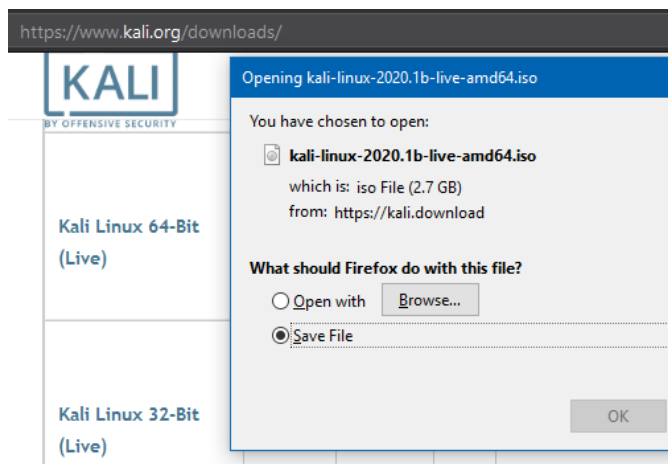 https://www.kali.org/downloads/
KALI
BY OFFENSIVE SECURITY
Kali Linux 64-Bit
(Live)
Kali Linux 32-Bit
(Live)
Opening kali-linux-2020.1b-live-amd64.iso
You have chosen to open:
kali-linux-2020.1b-live-amd64.iso
which is: iso File (2.7 GB)
from: https://kali.download
What should Firefox do with this file?
Open with Browse...
Save File
OK